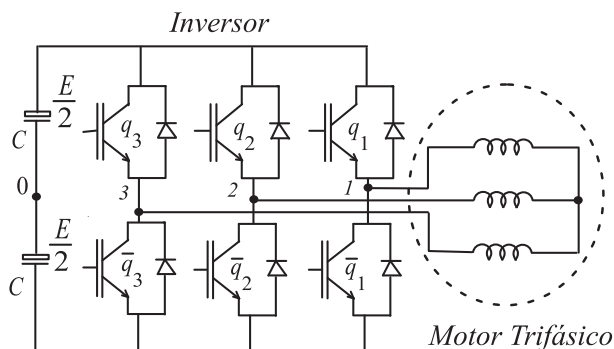 Inversor
E
2
C
q3
q2
q1
0
3
2
1
E
2
C
q̅3
q̅2
q̅1
Motor Trifásico